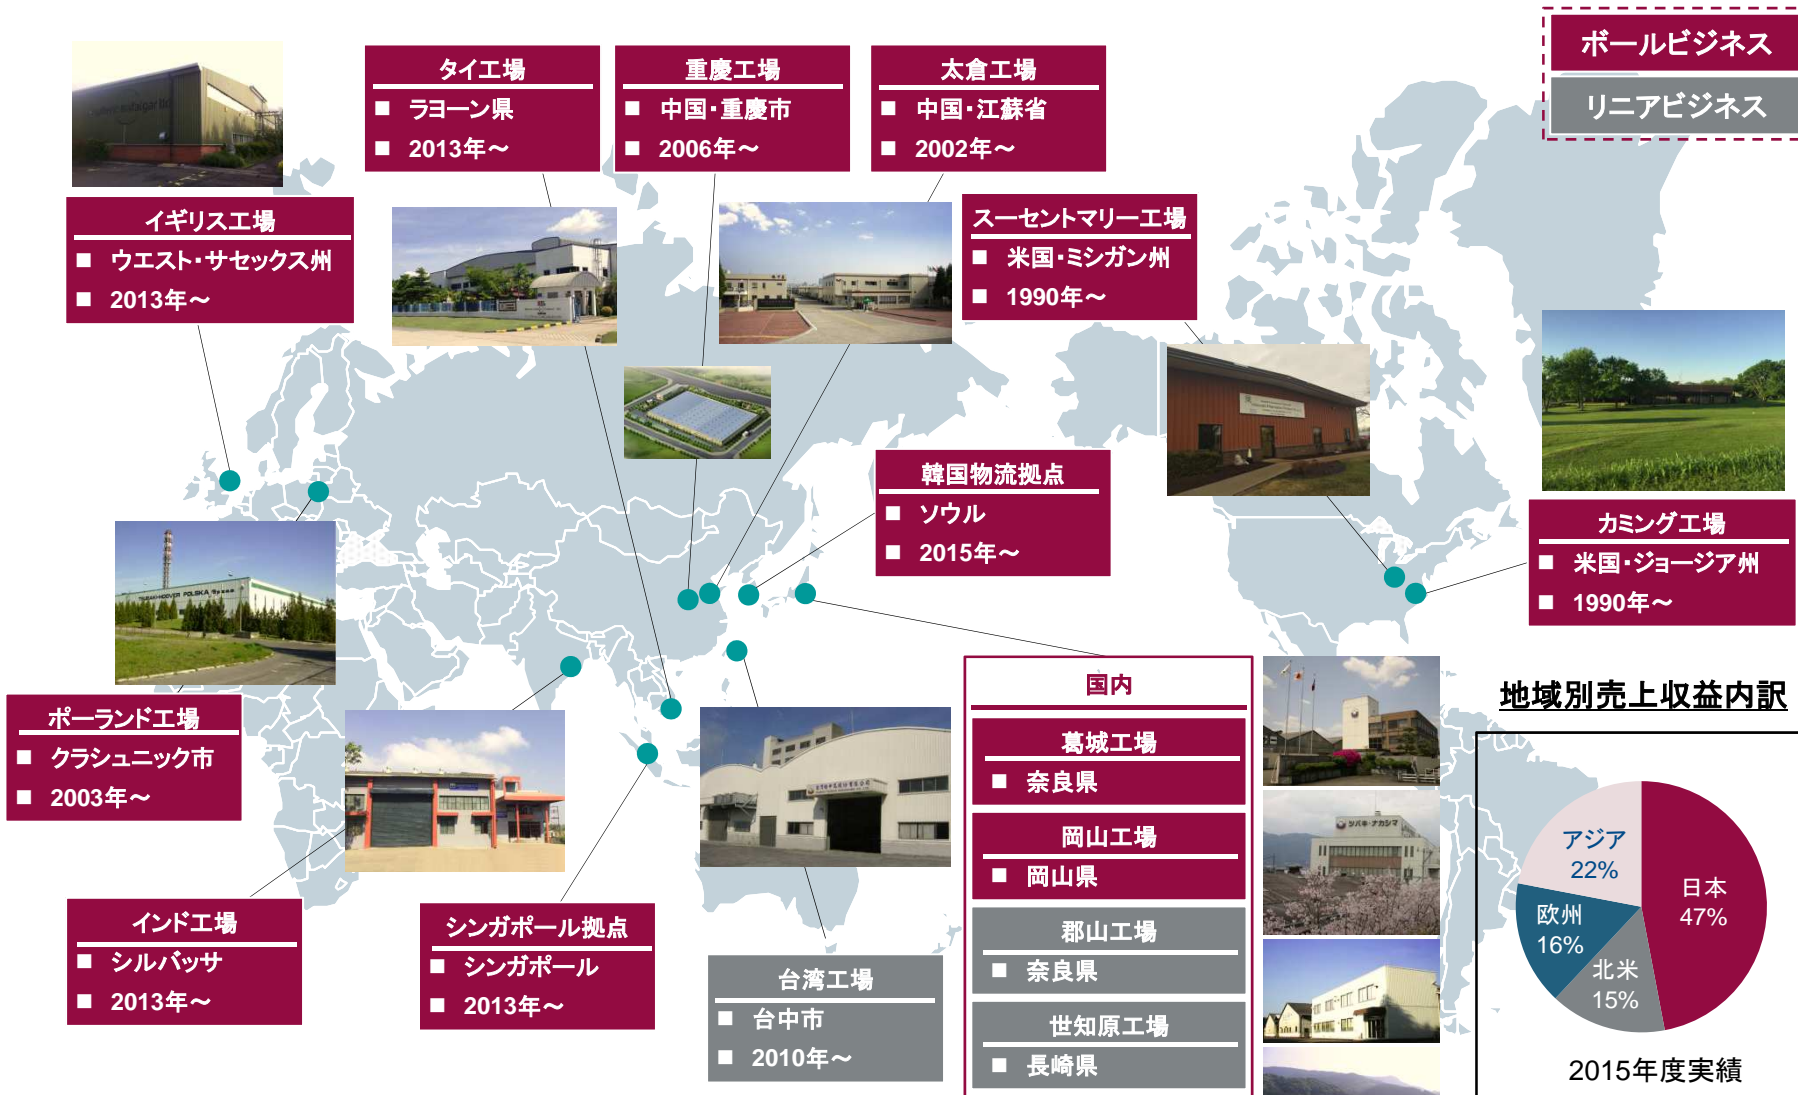 ボールビジネス
リニアビジネス
タイ工場
■ ラヨーン県
■ 2013年～
重慶工場
■ 中国・重慶市
■ 2006年～
太倉工場
■ 中国・江蘇省
■ 2002年～
イギリス工場
■ ウエスト・サセックス州
■ 2013年～
スーセントマリー工場
■ 米国・ミシガン州
■ 1990年～
韓国物流拠点
■ ソウル
■ 2015年～
カミング工場
■ 米国・ジョージア州
■ 1990年～
TSUBAKI-HOOVER POLSKA
ポーランド工場
■ クラシュニック市
■ 2003年～
インド工場
■ シルバッサ
■ 2013年～
シンガポール拠点
■ シンガポール
■ 2013年～
台湾工場
■ 台中市
■ 2010年～
国内
葛城工場
■ 奈良県
岡山工場
■ 岡山県
郡山工場
■ 奈良県
世知原工場
■ 長崎県
ツバキ・ナカシマ
地域別売上収益内訳
アジア
22%
日本
47%
欧州
16%
北米
15%
2015年度実績